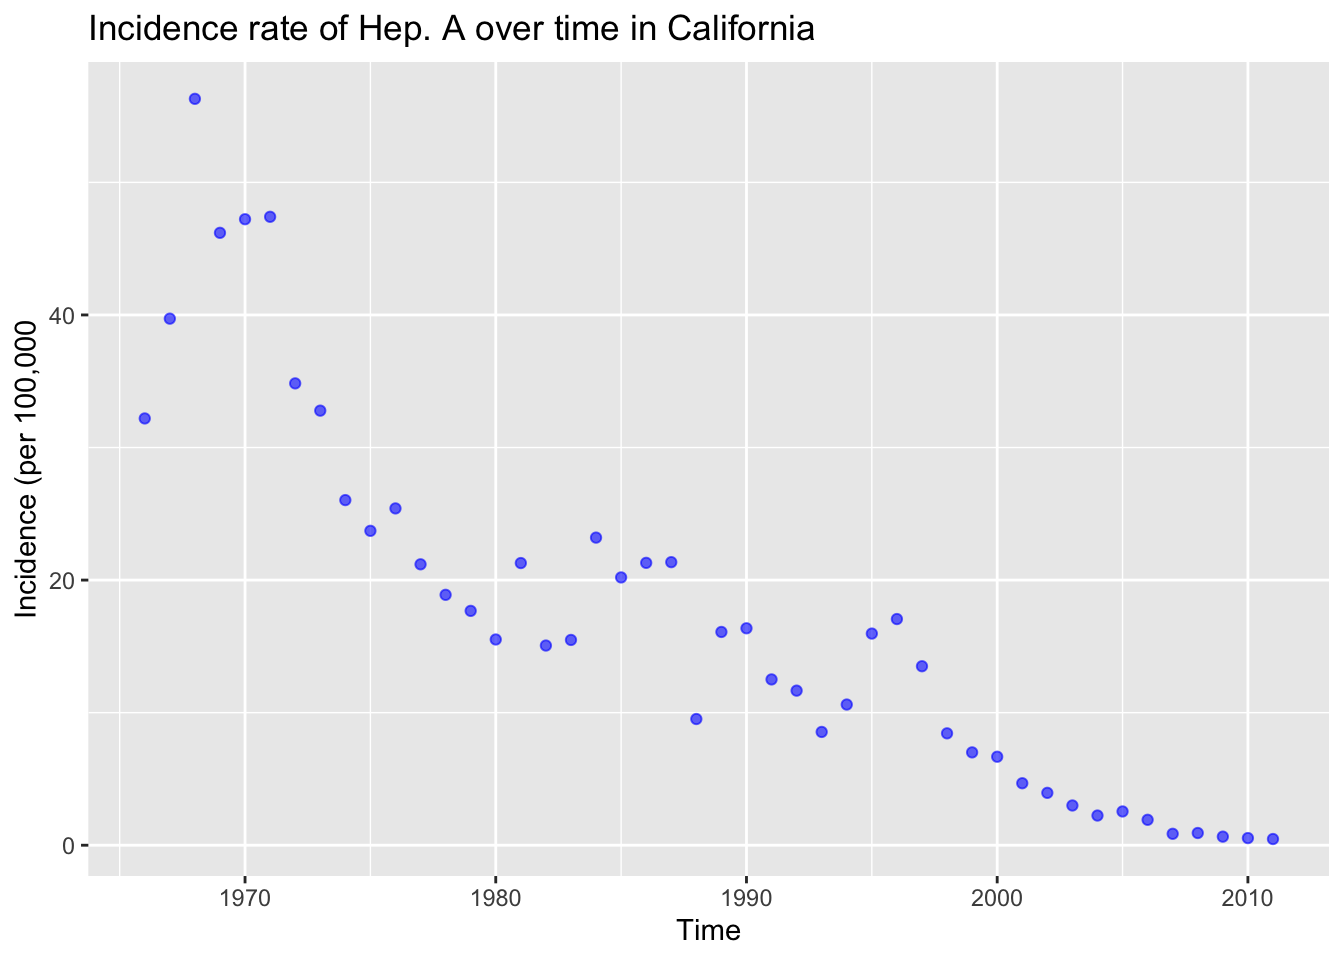 Incidence rate of Hep. A over time in California
Incidence (per 100,000
40
20
0
1970 1980 1990 2000 2010
Time